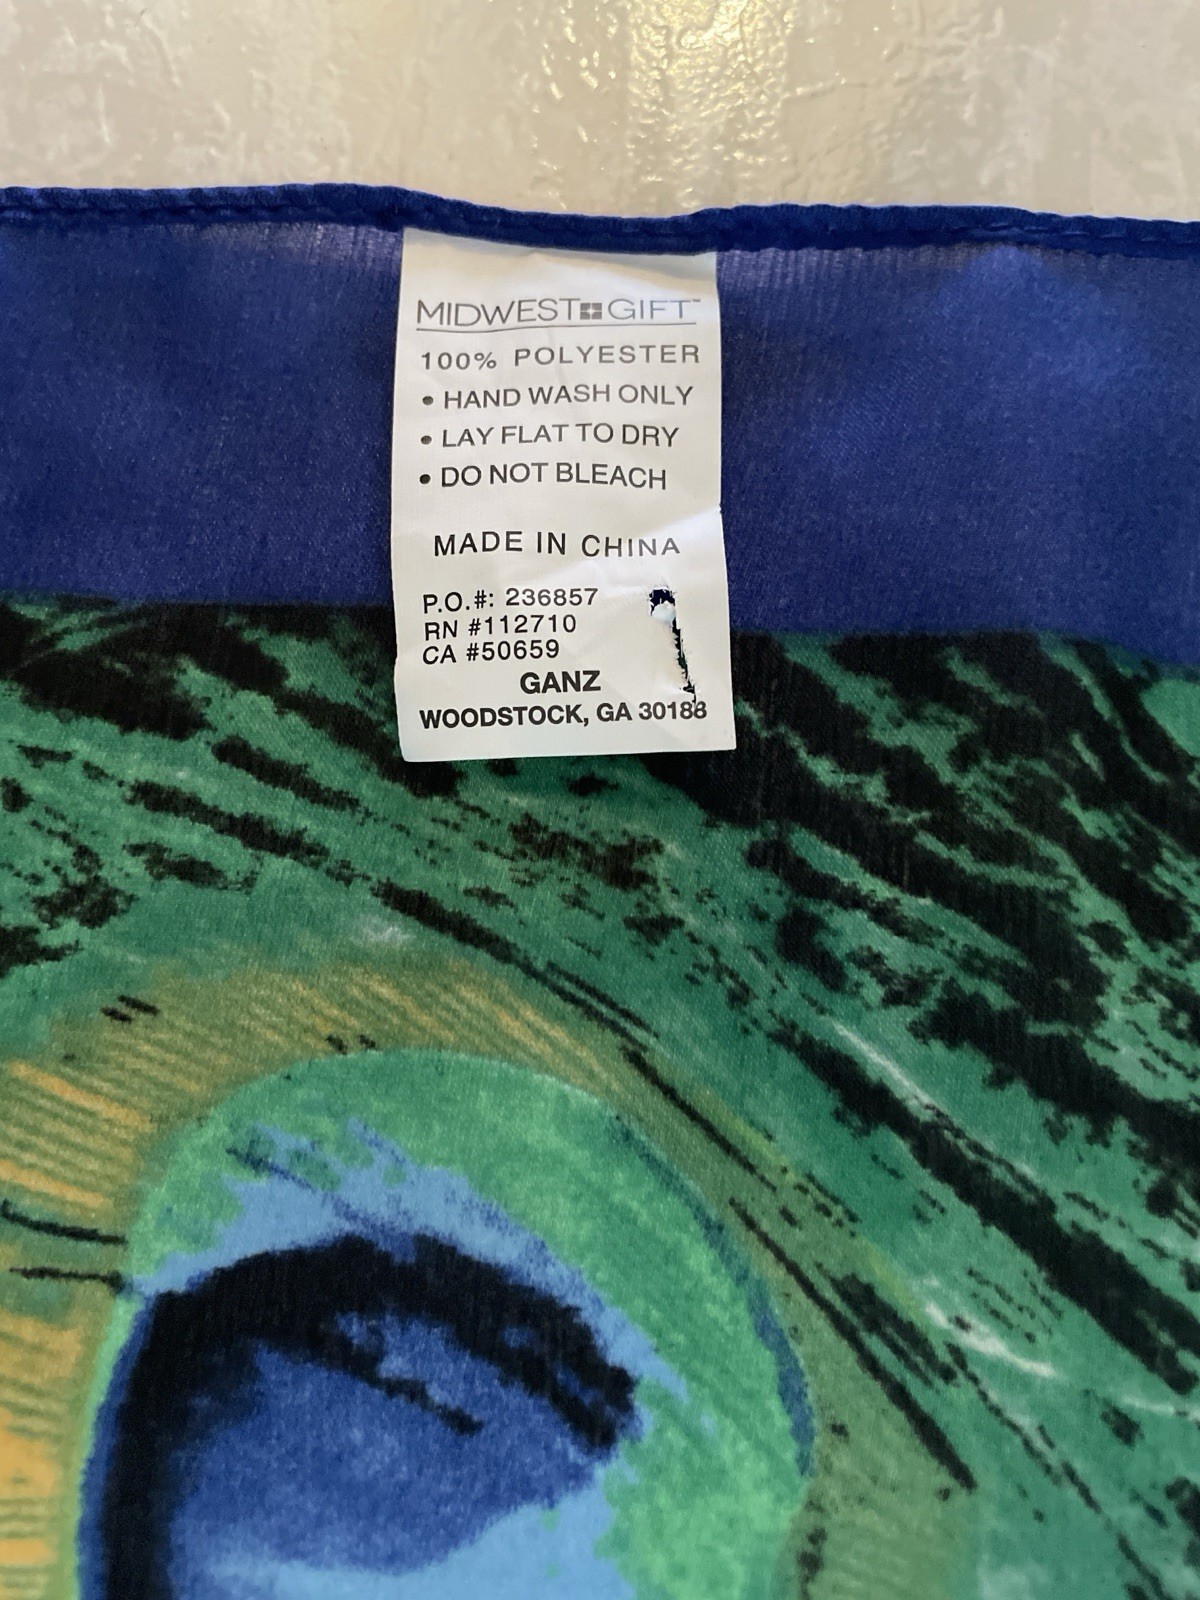 MIDWEST GIFT™
100% POLYESTER
• HAND WASH ONLY
• LAY FLAT TO DRY
• DO NOT BLEACH
MADE IN CHINA
P.O.#: 236857
RN #112710
CA #50659
GANZ
WOODSTOCK, GA 30188